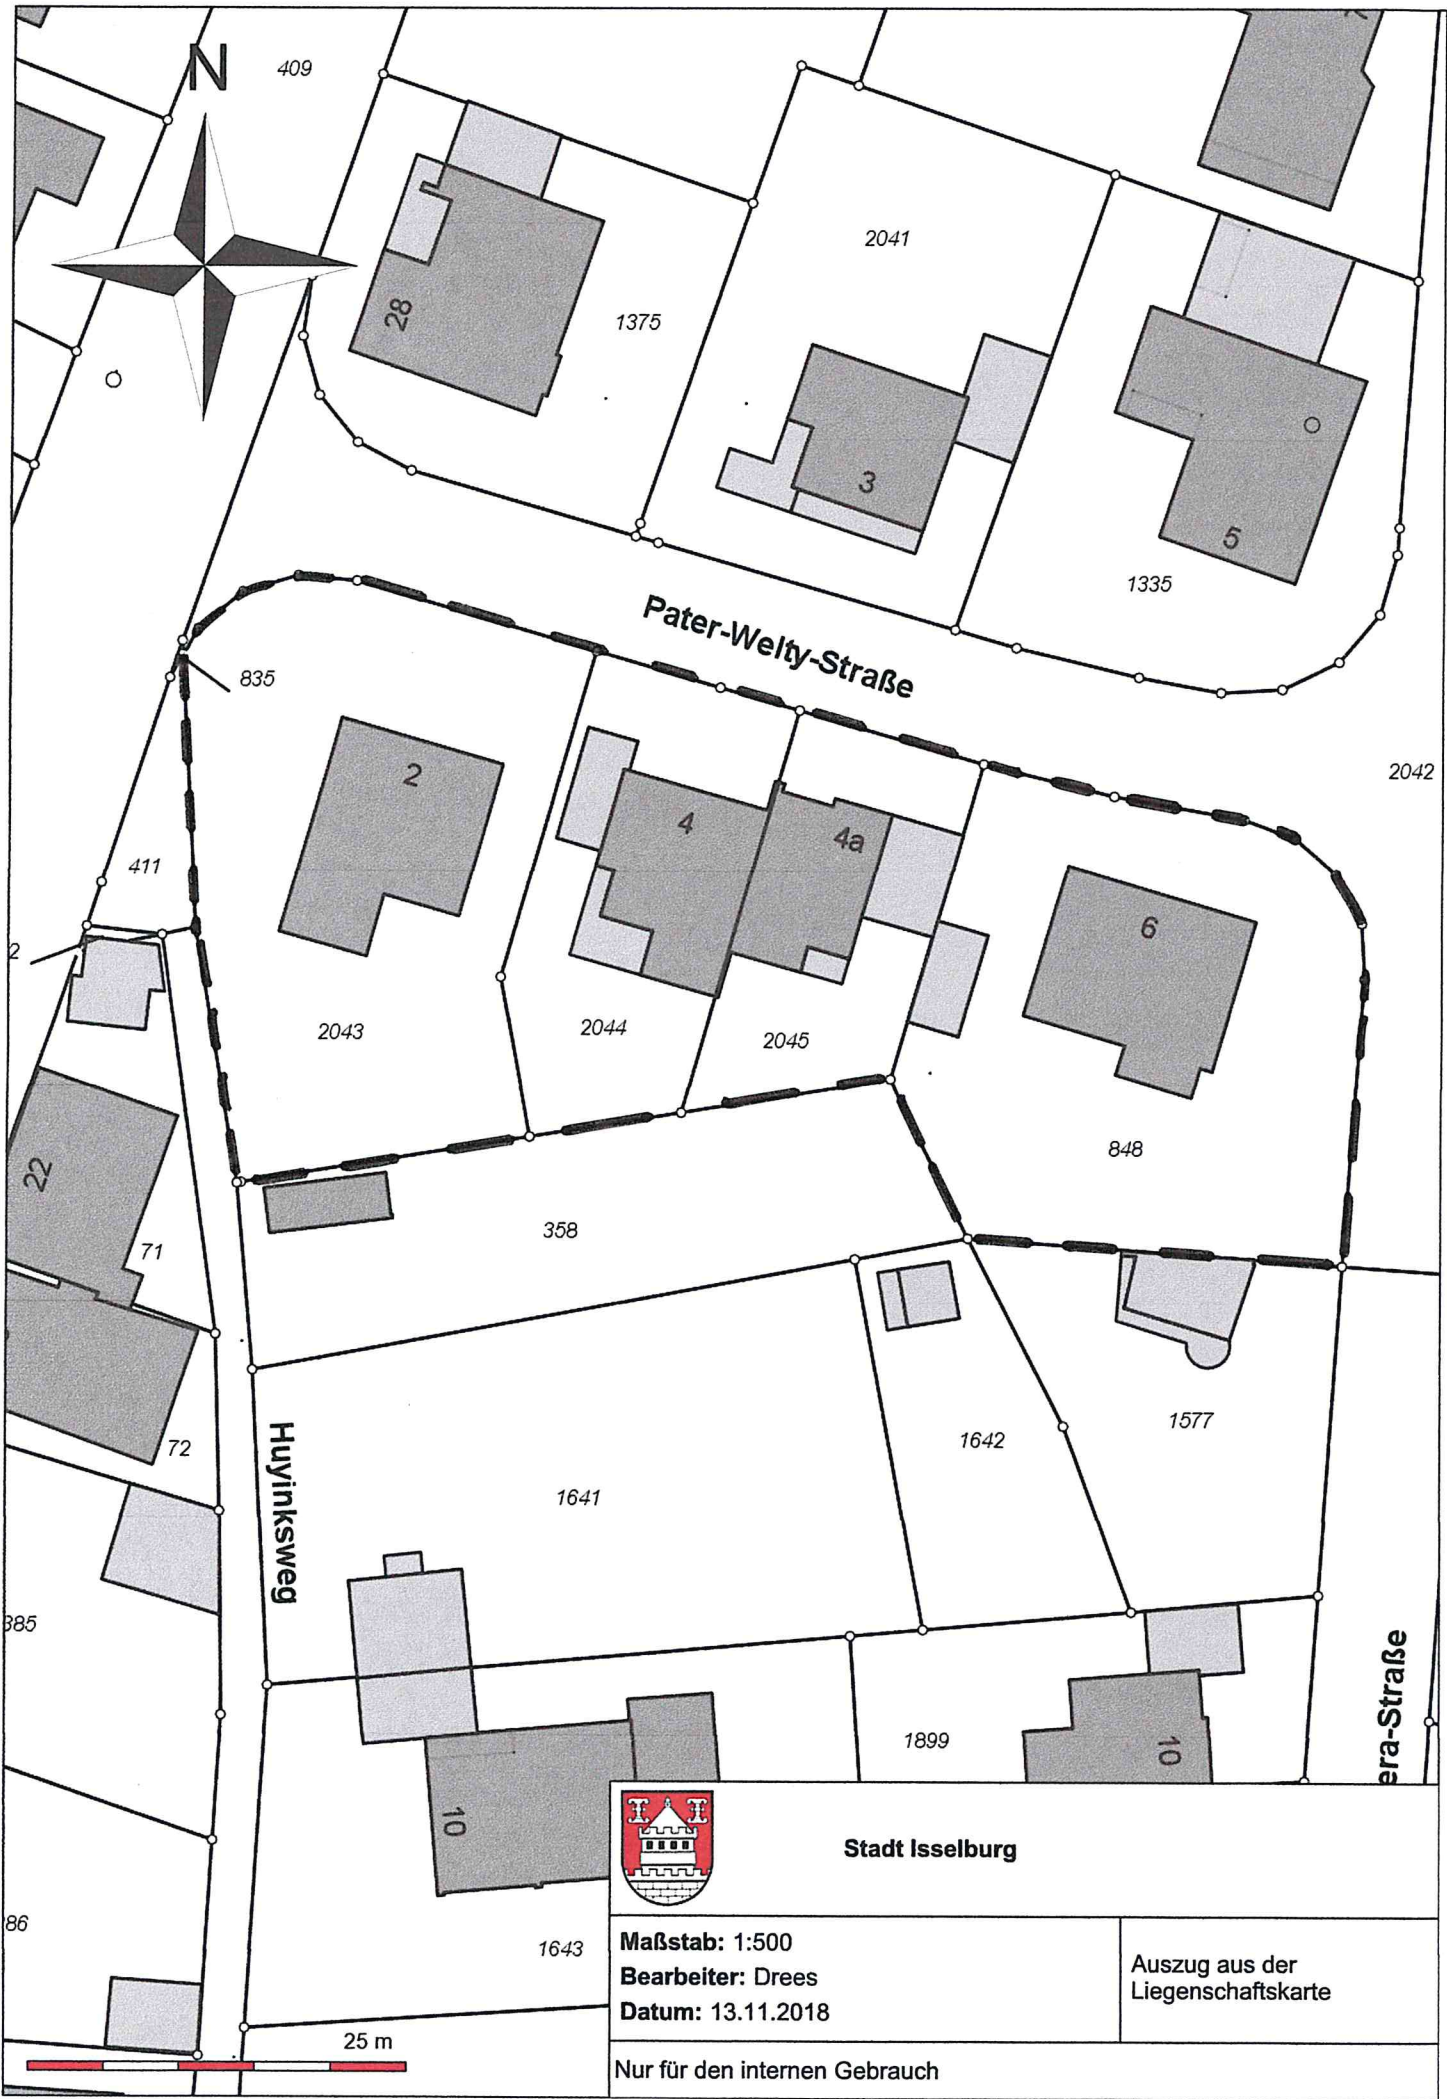 N
409
28
1375
2041
3
5
1335
Pater-Welty-Straße
835
2
4
4a
2042
411
6
2
2043
2044
2045
848
22
71
358
72
Huyinksweg
1641
1642
1577
385
10
1899
10
era-Straße
86
1643
25 m
Stadt Isselburg
Maßstab: 1:500
Bearbeiter: Drees
Datum: 13.11.2018
Auszug aus der
Liegenschaftskarte
Nur für den internen Gebrauch